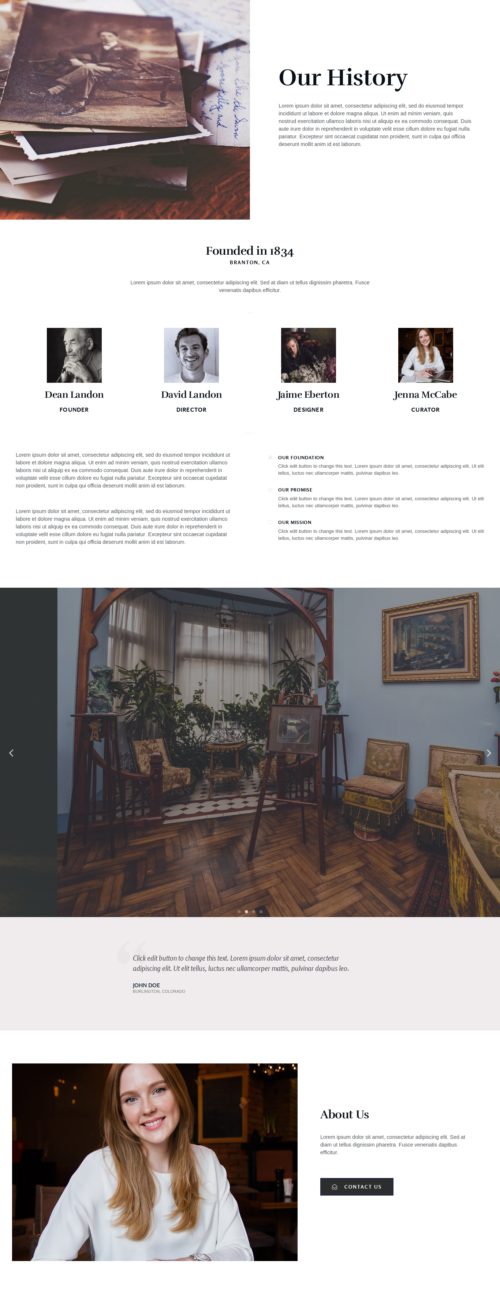 Our History
Lorem ipsum dolor sit amet, consectetur adipiscing elit, sed do eiusmod tempor
incididunt ut labore et dolore magna aliqua. Ut enim ad minim veniam, quis
nostrud exercitation ullamco laboris nisi ut aliquip ex ea commodo consequat. Duis
aute irure dolor in reprehenderit in voluptate velit esse cillum dolore eu fugiat nulla
pariatur. Excepteur sint occaecat cupidatat non proident, sunt in culpa qui officia
deserunt mollit anim id est laborum.
Founded in 1834
BRANTON, CA
Lorem ipsum dolor sit amet, consectetur adipiscing elit. Sed at diam ut tellus dignissim pharetra. Fusce
venenatis dapibus efficitur.
Dean Landon
FOUNDER
David Landon
DIRECTOR
Jaime Eberton
DESIGNER
Jenna McCabe
CURATOR
Lorem ipsum dolor sit amet, consectetur adipiscing elit, sed do eiusmod tempor
incididunt ut labore et dolore magna aliqua. Ut enim ad minim veniam, quis nostrud exercitation ullamco
laboris nisi ut aliquip ex ea commodo consequat. Duis aute irure dolor in reprehenderit in voluptate
velit esse cillum dolore eu fugiat nulla pariatur. Excepteur sint occaecat cupidatat
non proident, sunt in culpa qui officia deserunt mollit anim id est laborum.
Lorem ipsum dolor sit amet, consectetur adipiscing elit, sed do eiusmod tempor
incididunt ut labore et dolore magna aliqua. Ut enim ad minim veniam, quis nostrud exercitation ullamco
laboris nisi ut aliquip ex ea commodo consequat. Duis aute irure dolor in reprehenderit in voluptate
velit esse cillum dolore eu fugiat nulla pariatur. Excepteur sint occaecat cupidatat
non proident, sunt in culpa qui officia deserunt mollit anim id est laborum.
OUR FOUNDATION
Click edit button to change this text. Lorem ipsum dolor sit amet, consectetur adipiscing elit. Ut elit
tellus, luctus nec ullamcorper mattis, pulvinar dapibus leo.
OUR PROMISE
Click edit button to change this text. Lorem ipsum dolor sit amet, consectetur adipiscing elit. Ut elit
tellus, luctus nec ullamcorper mattis, pulvinar dapibus leo.
OUR MISSION
Click edit button to change this text. Lorem ipsum dolor sit amet, consectetur adipiscing elit. Ut elit
tellus, luctus nec ullamcorper mattis, pulvinar dapibus leo.
Click edit button to change this text. Lorem ipsum dolor sit amet, consectetur
adipiscing elit. Ut elit tellus, luctus nec ullamcorper mattis, pulvinar dapibus leo.
JOHN DOE
BURLINGTON, COLORADO
About Us
Lorem ipsum dolor sit amet, consectetur adipiscing elit. Sed at
diam ut tellus dignissim pharetra. Fusce venenatis dapibus
efficitur.
CONTACT US